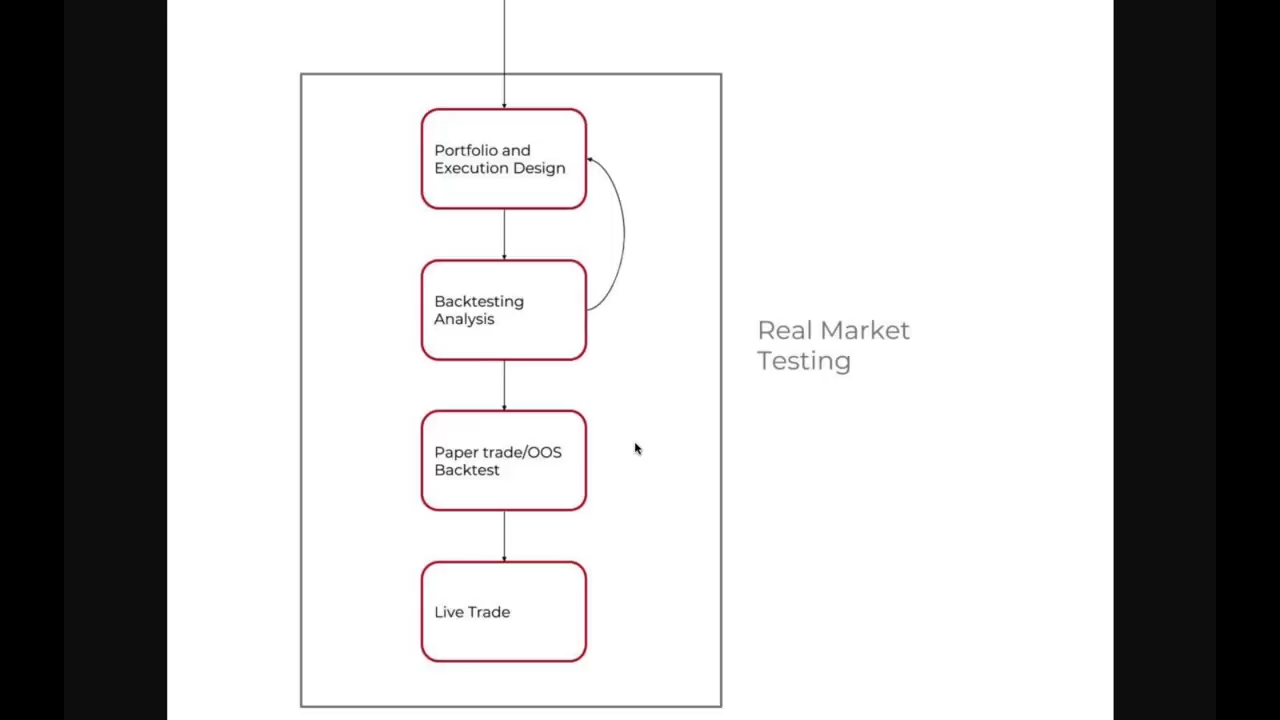 Portfolio and
Execution Design
Backtesting
Analysis
Real Market
Testing
Paper trade/OOS
Backtest
Live Trade